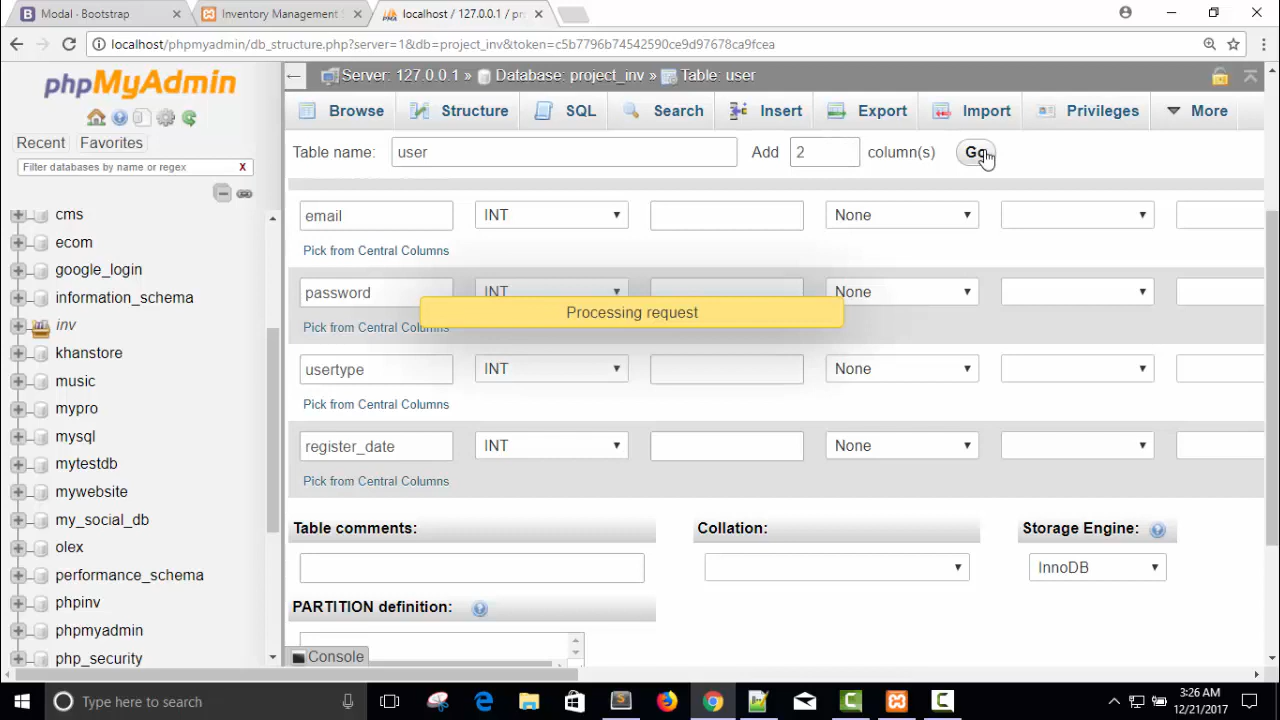 Modal - Bootstrap
Inventory Management S
localhost / 127.0.0.1 / pro
localhost/phpmyadmin/db_structure.php?server=1&db=project_inv&token=c5b7796b74542590ce9d97678ca9fcea
phpMyAdmin
Recent Favorites
Filter databases by name or regex X
cms
ecom
google_login
information_schema
inv
khanstore
music
mypro
mysql
mytestdb
mywebsite
my_social_db
olex
performance_schema
phpinv
phpmyadmin
php_security
Server: 127.0.0.1 » Database: project_inv » Table: user
Browse Structure SQL Search Insert Export Import Privileges More
Table name: user Add 2 column(s) Go
email INT None
Pick from Central Columns
password INT None
Pick from Central Columns
Processing request
usertype INT None
Pick from Central Columns
register_date INT None
Pick from Central Columns
Table comments: Collation: Storage Engine:
InnoDB
PARTITION definition:
Console
Type here to search
3:26 AM
12/21/2017